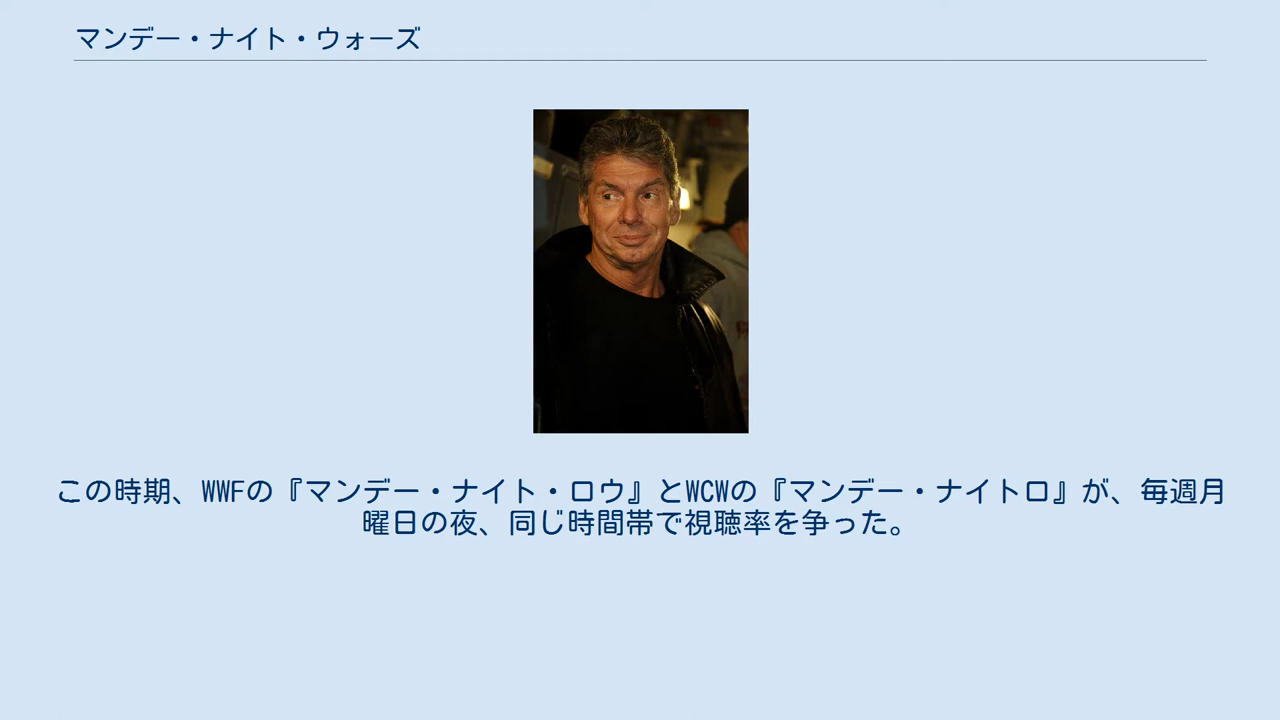 マンデー・ナイト・ウォーズ
この時期、WWFの『マンデー・ナイト・ロウ』とWCWの『マンデー・ナイトロ』が、毎週月
曜日の夜、同じ時間帯で視聴率を争った。